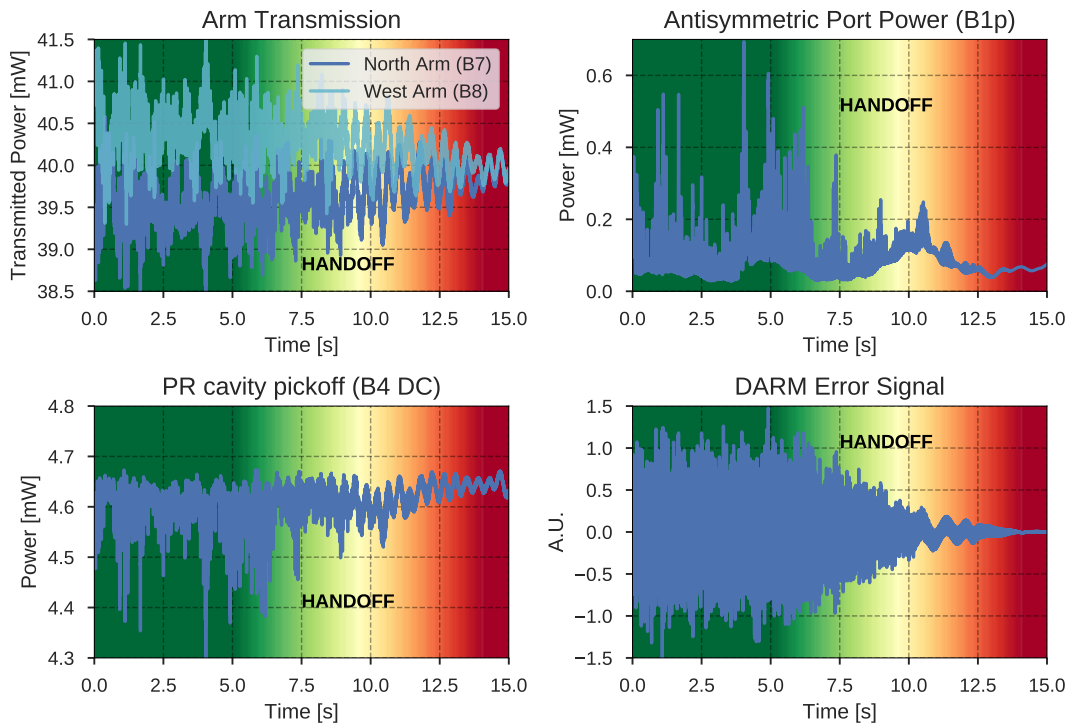 Arm Transmission
Transmitted Power [mW]
41.5
41.0
40.5
40.0
39.5
39.0
38.5
North Arm (B7)
West Arm (B8)
HANDOFF
0.0 2.5 5.0 7.5 10.0 12.5 15.0
Time [s]
Antisymmetric Port Power (B1p)
Power [mW]
0.6
0.4
0.2
0.0
HANDOFF
0.0 2.5 5.0 7.5 10.0 12.5 15.0
Time [s]
PR cavity pickoff (B4 DC)
Power [mW]
4.8
4.7
4.6
4.5
4.4
4.3
HANDOFF
0.0 2.5 5.0 7.5 10.0 12.5 15.0
Time [s]
DARM Error Signal
A.U.
1.5
1.0
0.5
0.0
−0.5
−1.0
−1.5
HANDOFF
0.0 2.5 5.0 7.5 10.0 12.5 15.0
Time [s]